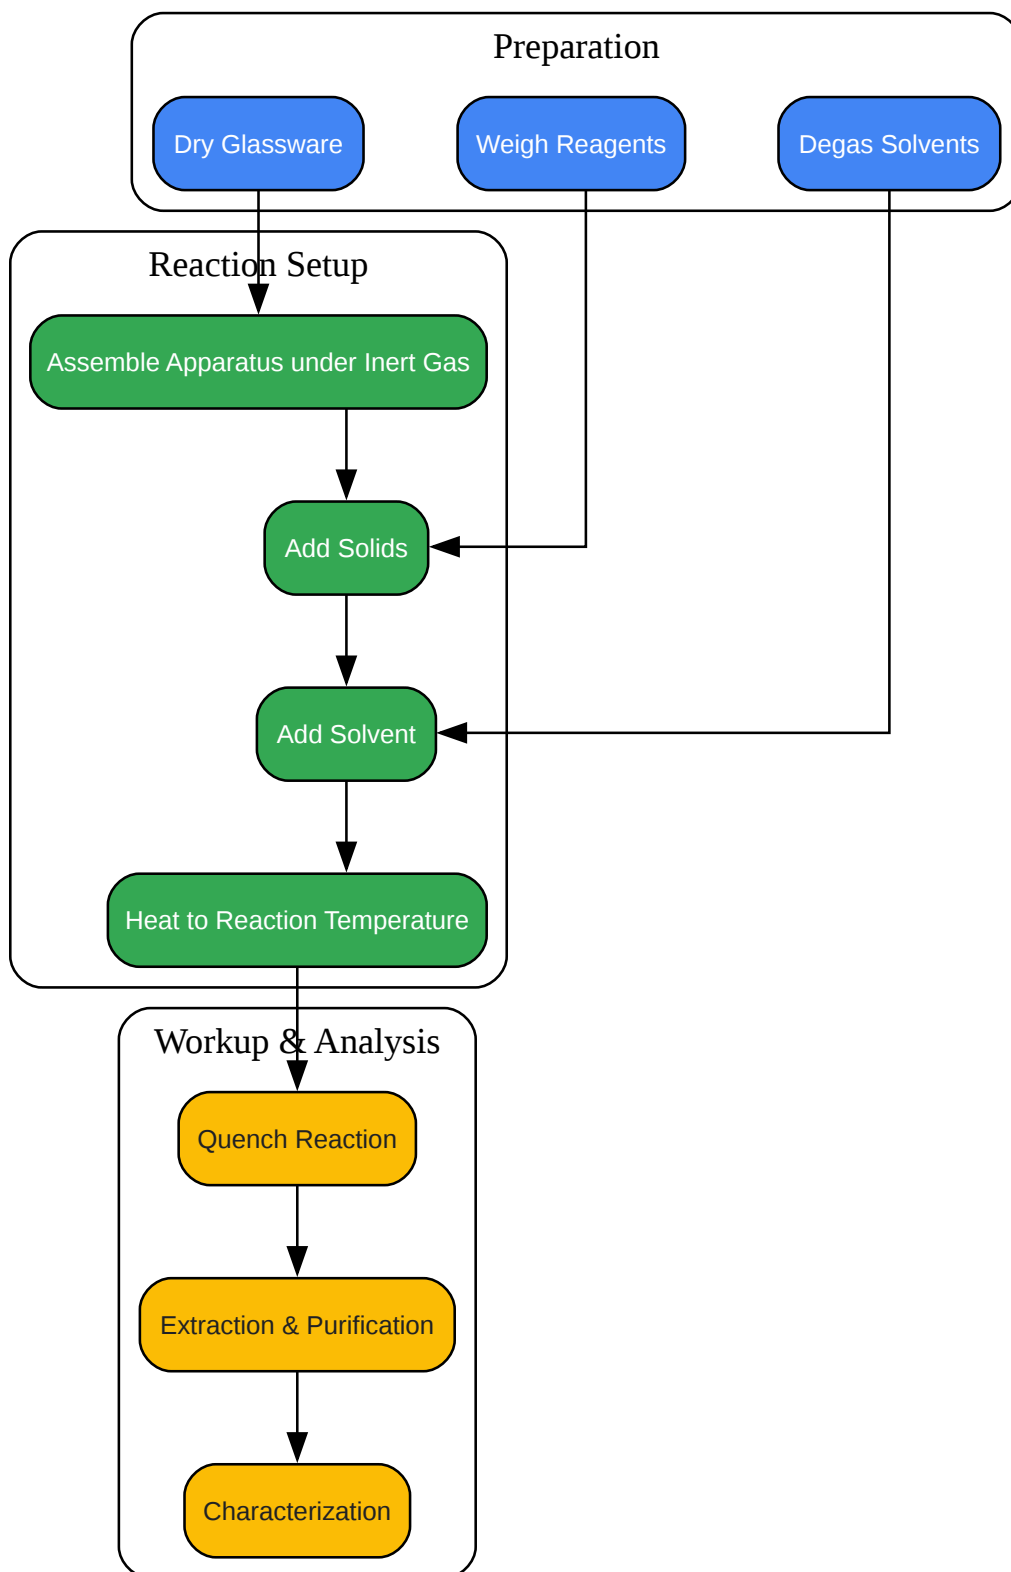 Preparation
Dry Glassware
Weigh Reagents
Degas Solvents
Reaction Setup
Assemble Apparatus under Inert Gas
Add Solids
Add Solvent
Heat to Reaction Temperature
Workup & Analysis
Quench Reaction
Extraction & Purification
Characterization